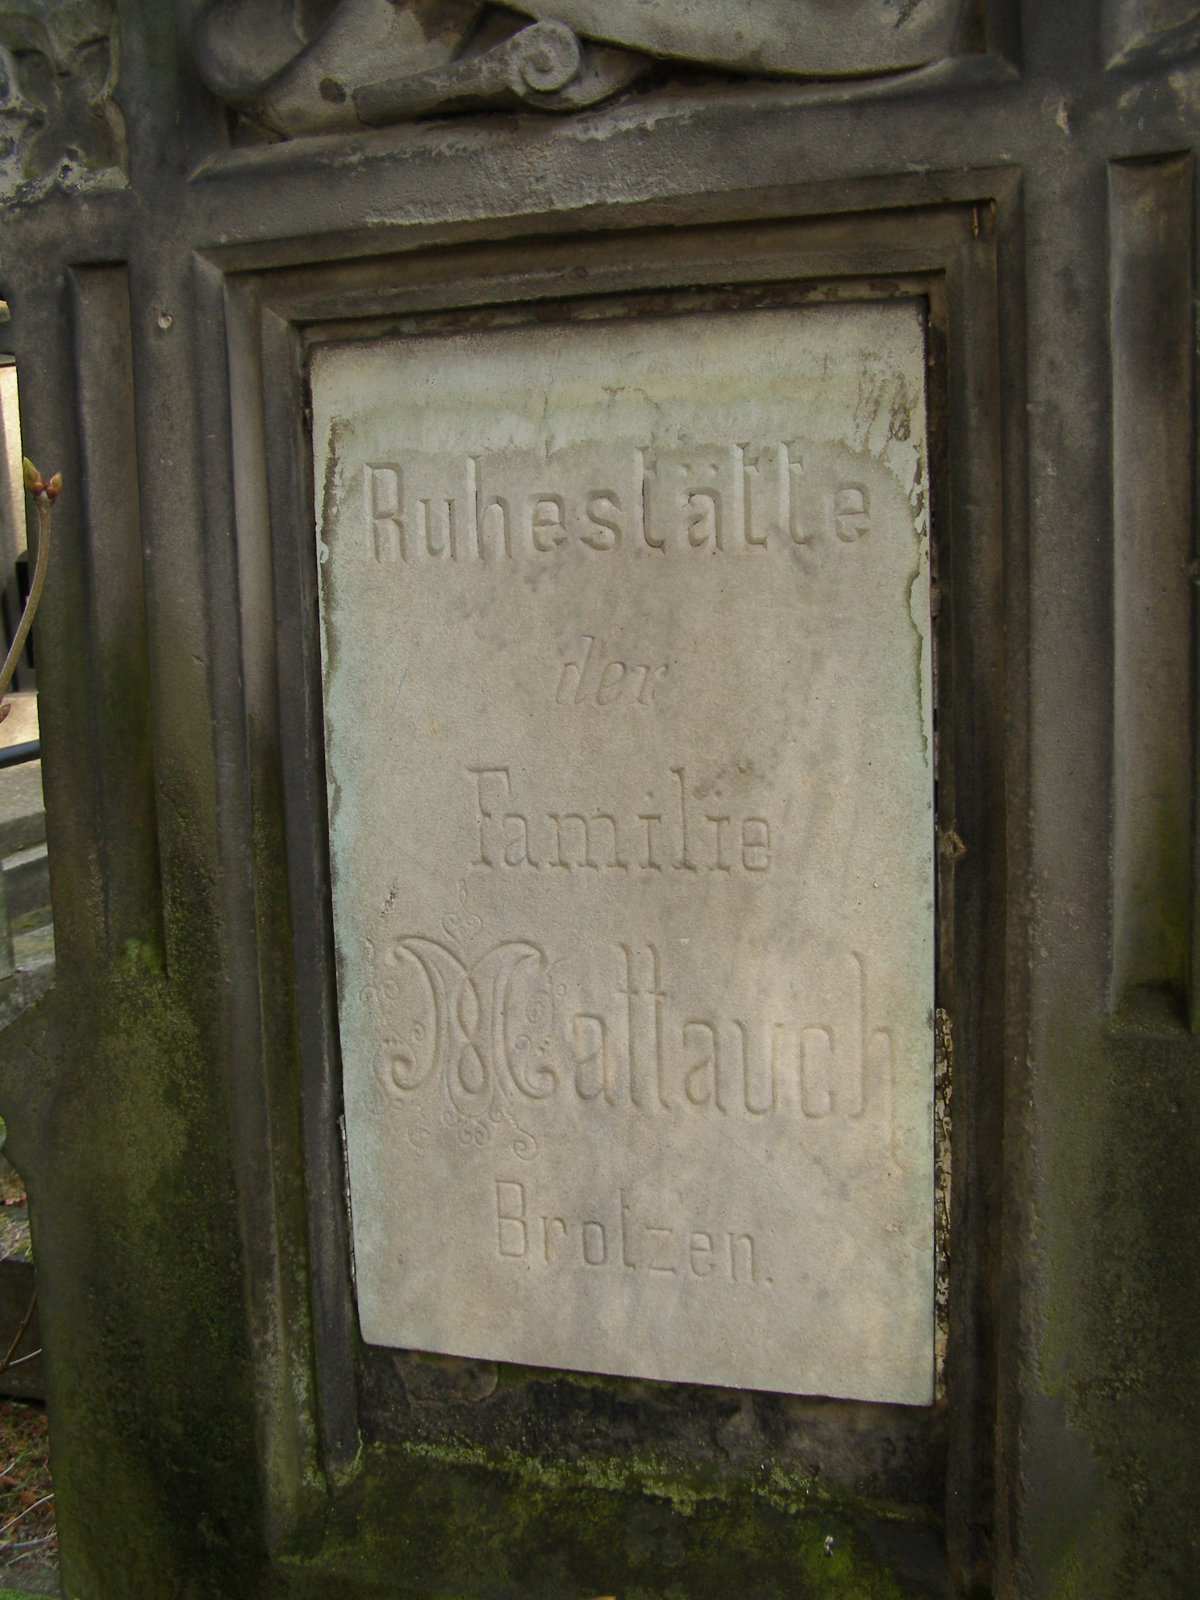 Ruhestätte
der
Familie
Mattauch
Brotzen.